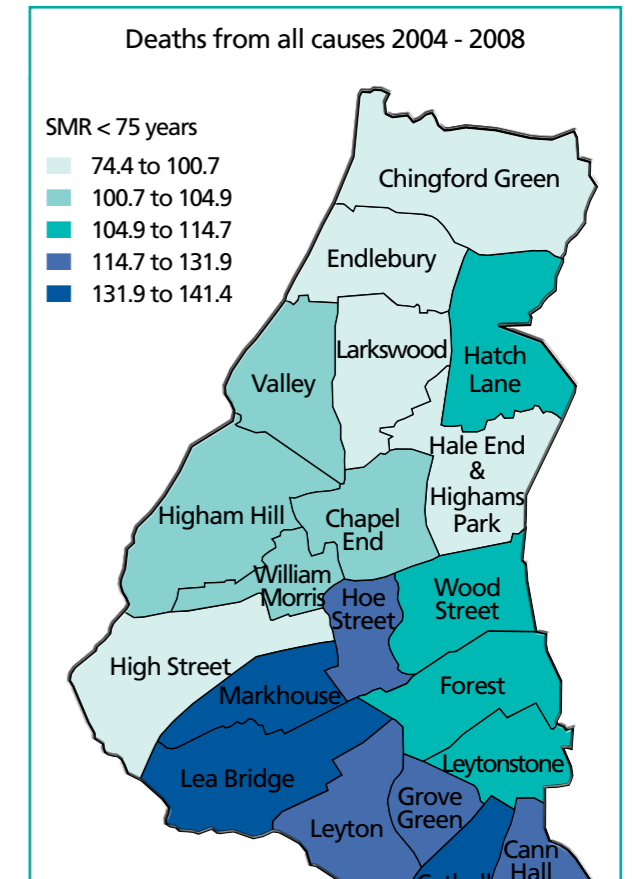 Deaths from all causes 2004 - 2008
SMR < 75 years
74.4 to 100.7
100.7 to 104.9
104.9 to 114.7
114.7 to 131.9
131.9 to 141.4
Chingford Green
Endlebury
Larkswood
Hatch
Lane
Valley
Hale End
&
Highams
Park
Higham Hill
Chapel
End
William
Morris
Hoe
Street
Wood
Street
High Street
Markhouse
Forest
Lea Bridge
Leytonstone
Grove
Green
Leyton
Cann
Hall